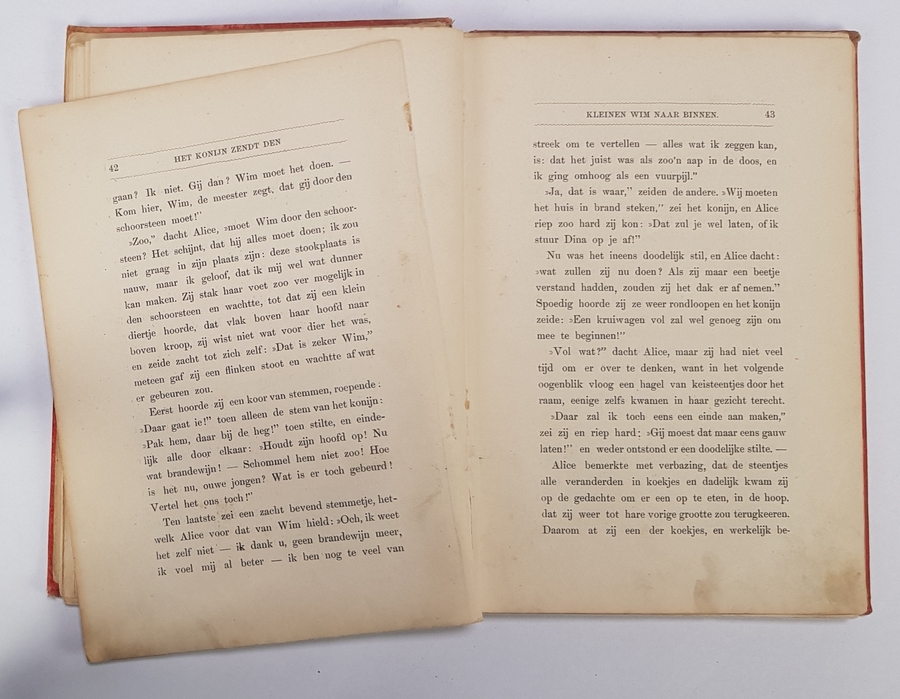 42
HET KONIJN ZENDT DEN
gaan? Ik niet. Gij dan? Wim moet het doen. —
Kom hier, Wim, de meester zegt, dat gij door den
schoorsteen moet!”
»Zoo,” dacht Alice, »moet Wim door den schoor-
steen? Het schijnt, dat hij alles moet doen; ik zou
niet graag in zijn plaats zijn: deze stookplaats is
nauw, maar ik geloof, dat ik mij wel wat dunner
kan maken. Zij stak haar voet zoo ver mogelijk in
den schoorsteen en wachtte, tot dat zij een klein
diertje hoorde, dat vlak boven haar hoofd naar
boven kroop, zij wist niet wat voor dier het was,
en zeide zacht tot zich zelf: »Dat is zeker Wim,”
meteen gaf zij een flinken stoot en wachtte af wat
er gebeuren zou.
Eerst hoorde zij een koor van stemmen, roepende:
»Daar gaat ie!” toen alleen de stem van het konijn:
»Pak hem, daar bij de heg!” toen stilte, en einde-
lijk alle door elkaar: »Houdt zijn hoofd op! Nu
wat brandewijn! — Schommel hem niet zoo! Hoe
is het nu, ouwe jongen? Wat is er toch gebeurd!
Vertel het ons toch!”
Ten laatste zei een zacht bevend stemmetje, het-
welk Alice voor dat van Wim hield: »Och, ik weet
het zelf niet — ik dank u, geen brandewijn meer,
ik voel mij al beter — ik ben nog te veel van
KLEINEN WIM NAAR BINNEN. 43
streek om te vertellen — alles wat ik zeggen kan,
is: dat het juist was als zoo'n aap in de doos, en
ik ging omhoog als een vuurpijl.”
»Ja, dat is waar,” zeiden de andere. »Wij moeten
het huis in brand steken,” zei het konijn, en Alice
riep zoo hard zij kon: »Dat zul je wel laten, of ik
stuur Dina op je af!”
Nu was het ineens doodelijk stil, en Alice dacht:
»wat zullen zij nu doen? Als zij maar een beetje
verstand hadden, zouden zij het dak er af nemen.”
Spoedig hoorde zij ze weer rondloopen en het konijn
zeide: »Een kruiwagen vol zal wel genoeg zijn om
mee te beginnen!”
»Vol wat?” dacht Alice, maar zij had niet veel
tijd om er over te denken, want in het volgende
oogenblik vloog een hagel van keisteentjes door het
raam, eenige zelfs kwamen in haar gezicht terecht.
»Daar zal ik toch eens een einde aan maken,”
zei zij en riep hard: »Gij moest dat maar eens gauw
laten!” en weder ontstond er een doodelijke stilte. —
Alice bemerkte met verbazing, dat de steentjes
alle veranderden in koekjes en dadelijk kwam zij
op de gedachte om er een op te eten, in de hoop,
dat zij weer tot hare vorige grootte zou terugkeeren.
Daarom at zij een der koekjes, en werkelijk be-